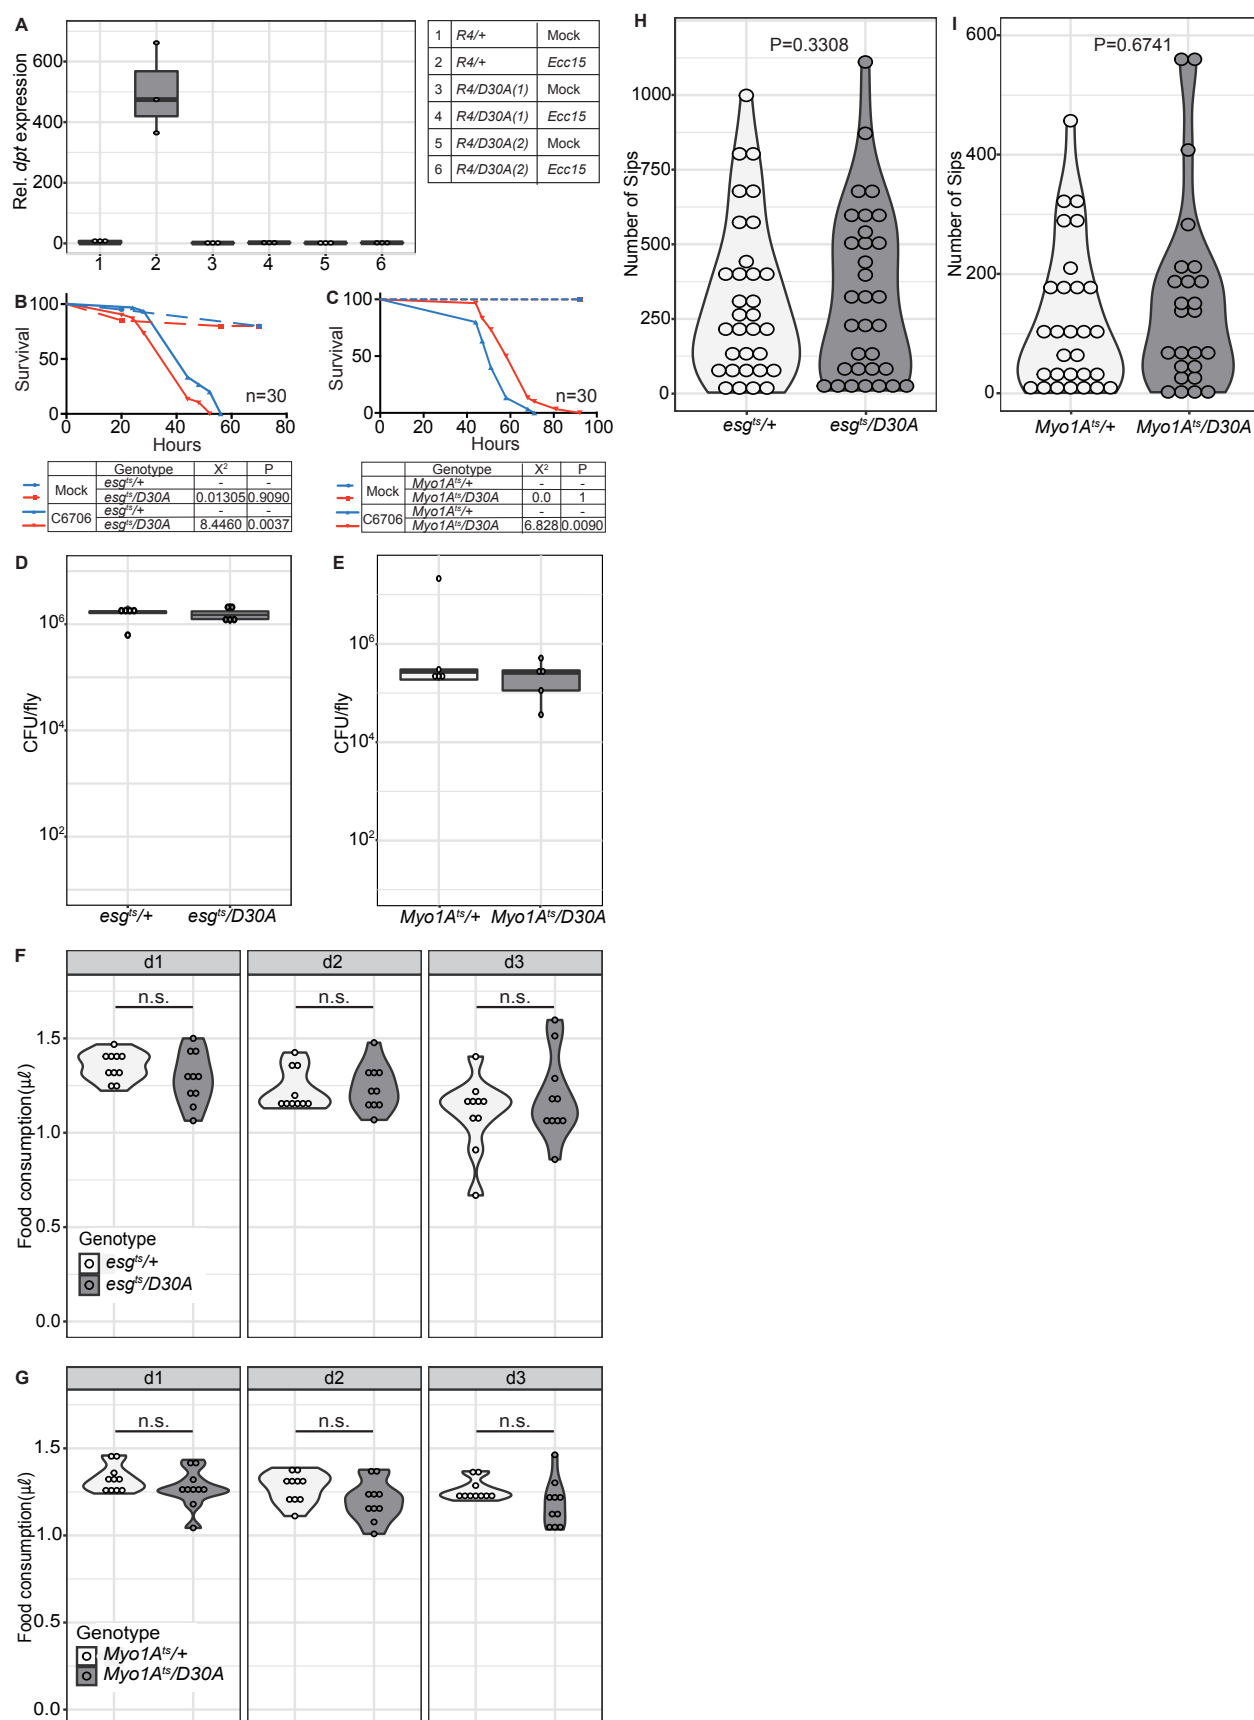 A
Rel. dpt expression
600
400
200
0
1 2 3 4 5 6
1 R4/+ Mock
2 R4/+ Ecc15
3 R4/D30A(1) Mock
4 R4/D30A(1) Ecc15
5 R4/D30A(2) Mock
6 R4/D30A(2) Ecc15
B
Survival
100
50
0
n=30
0 20 40 60 80
Hours
Genotype X² P
Mock
esgᵗˢ/+ - -
esgᵗˢ/D30A 0.01305 0.9090
C6706
esgᵗˢ/+ - -
esgᵗˢ/D30A 8.4460 0.0037
C
Survival
100
50
0
n=30
0 20 40 60 80 100
Hours
Genotype X² P
Mock
Myo1Aᵗˢ/+ - -
Myo1Aᵗˢ/D30A 0.0 1
C6706
Myo1Aᵗˢ/+ - -
Myo1Aᵗˢ/D30A 6.828 0.0090
D
CFU/fly
10⁶
10⁴
10²
esgᵗˢ/+ esgᵗˢ/D30A
E
CFU/fly
10⁶
10⁴
10²
Myo1Aᵗˢ/+ Myo1Aᵗˢ/D30A
F
d1 d2 d3
n.s. n.s. n.s.
Food consumption(µℓ)
1.5
1.0
0.5
0.0
Genotype
esgᵗˢ/+
esgᵗˢ/D30A
G
d1 d2 d3
n.s. n.s. n.s.
Food consumption(µℓ)
1.5
1.0
0.5
0.0
Genotype
Myo1Aᵗˢ/+
Myo1Aᵗˢ/D30A
H
P=0.3308
Number of Sips
1000
750
500
250
0
esgᵗˢ/+ esgᵗˢ/D30A
I
P=0.6741
Number of Sips
600
400
200
0
Myo1Aᵗˢ/+ Myo1Aᵗˢ/D30A